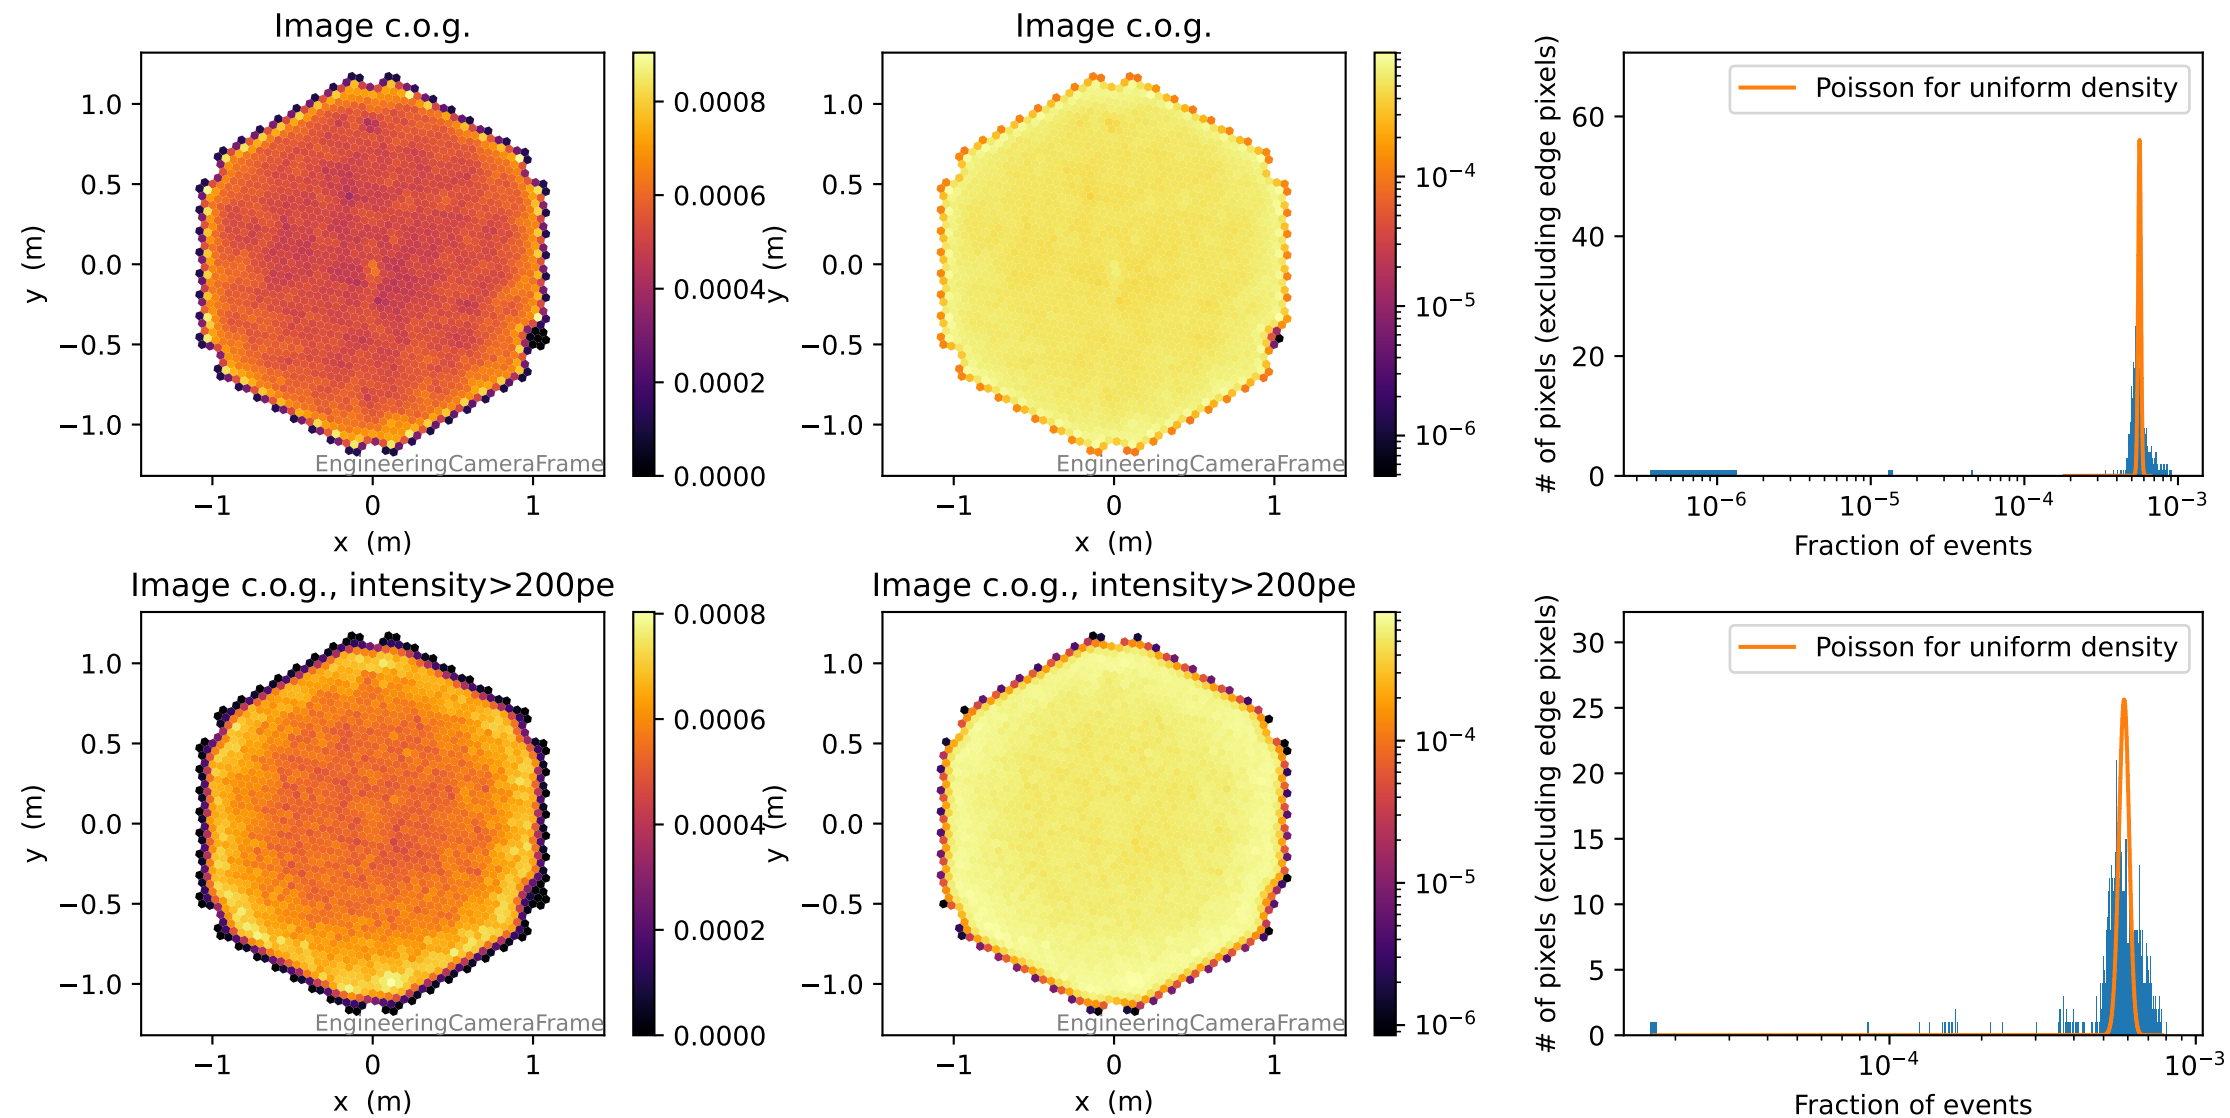 Image c.o.g.
1.0
0.5
0.0
−0.5
−1.0
y (m)
−1
0
1
x (m)
EngineeringCameraFrame
0.0008
0.0006
0.0004
0.0002
0.0000
Image c.o.g.
1.0
0.5
0.0
−0.5
−1.0
y (m)
−1
0
1
x (m)
EngineeringCameraFrame
10⁻⁴
10⁻⁵
10⁻⁶
# of pixels (excluding edge pixels)
60
40
20
0
Poisson for uniform density
10⁻⁶
10⁻⁵
10⁻⁴
10⁻³
Fraction of events
Image c.o.g., intensity>200pe
1.0
0.5
0.0
−0.5
−1.0
y (m)
−1
0
1
x (m)
EngineeringCameraFrame
0.0008
0.0006
0.0004
0.0002
0.0000
Image c.o.g., intensity>200pe
1.0
0.5
0.0
−0.5
−1.0
y (m)
−1
0
1
x (m)
EngineeringCameraFrame
10⁻⁴
10⁻⁵
10⁻⁶
# of pixels (excluding edge pixels)
30
25
20
15
10
5
0
Poisson for uniform density
10⁻⁴
10⁻³
Fraction of events